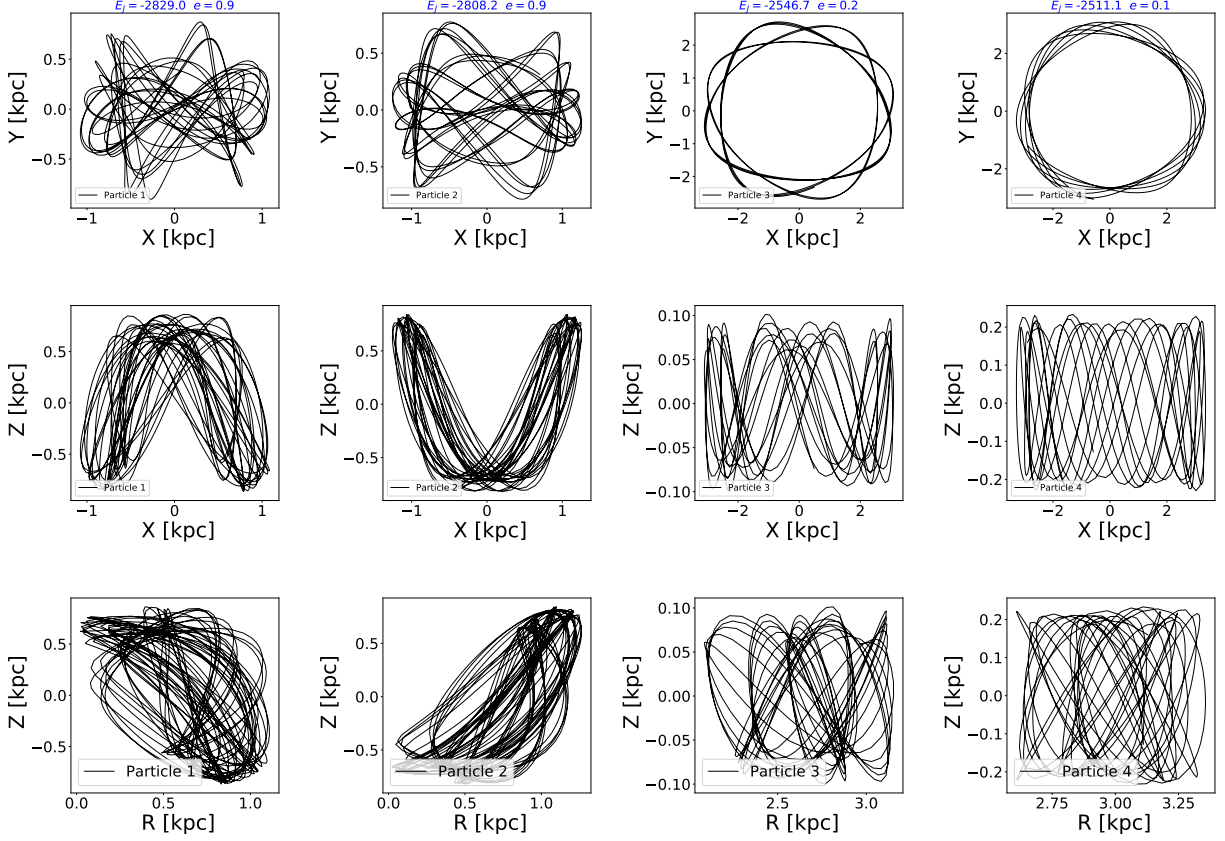 E_J = -2829.0  e = 0.9
E_J = -2808.2  e = 0.9
E_J = -2546.7  e = 0.2
E_J = -2511.1  e = 0.1
Y [kpc]
0.5
0.0
−0.5
−1
0
1
X [kpc]
Particle 1
Y [kpc]
0.5
0.0
−0.5
−1
0
1
X [kpc]
Particle 2
Y [kpc]
2
1
0
−1
−2
−2
0
2
X [kpc]
Particle 3
Y [kpc]
2
0
−2
−2
0
2
X [kpc]
Particle 4
Z [kpc]
0.5
0.0
−0.5
−1
0
1
X [kpc]
Particle 1
Z [kpc]
0.5
0.0
−0.5
−1
0
1
X [kpc]
Particle 2
Z [kpc]
0.10
0.05
0.00
−0.05
−0.10
−2
0
2
X [kpc]
Particle 3
Z [kpc]
0.2
0.1
0.0
−0.1
−0.2
−2
0
2
X [kpc]
Particle 4
Z [kpc]
0.5
0.0
−0.5
0.0
0.5
1.0
R [kpc]
Particle 1
Z [kpc]
0.5
0.0
−0.5
0.0
0.5
1.0
R [kpc]
Particle 2
Z [kpc]
0.10
0.05
0.00
−0.05
−0.10
2.5
3.0
R [kpc]
Particle 3
Z [kpc]
0.2
0.1
0.0
−0.1
−0.2
2.75
3.00
3.25
R [kpc]
Particle 4